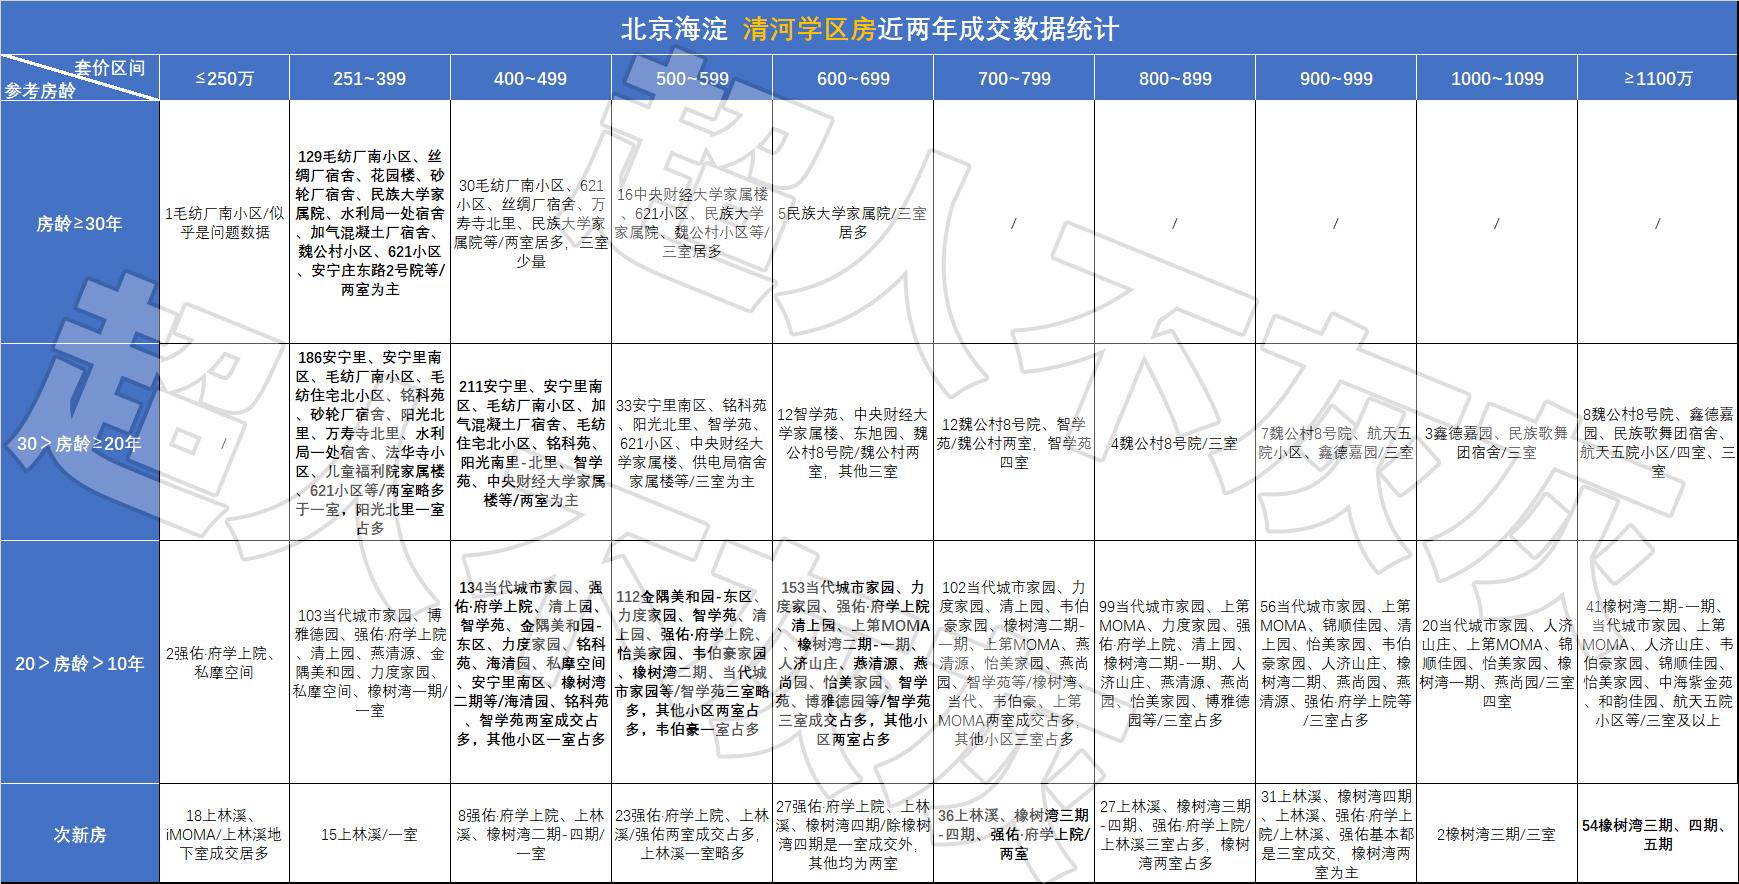 北京海淀 清河学区房近两年成交数据统计
套价区间
参考房龄
≤250万
251~399
400~499
500~599
600~699
700~799
800~899
900~999
1000~1099
≥1100万
房龄≥30年
1毛纺厂南小区/似
乎是问题数据
129毛纺厂南小区、丝
绸厂宿舍、花园楼、砂
轮厂宿舍、民族大学家
属院、水利局一处宿舍
、加气混凝土厂宿舍、
魏公村小区、621小区
、安宁庄东路2号院等/
两室为主
30毛纺厂南小区、621
小区、丝绸厂宿舍、万
寿寺北里、民族大学家
属院等/两室居多，三室
少量
16中央财经大学家属楼
、621小区、民族大学
家属院、魏公村小区等/
三室居多
5民族大学家属院/三室
居多
/
/
/
/
/
30＞房龄≥20年
/
186安宁里、安宁里南
区、毛纺厂南小区、毛
纺住宅北小区、铭科苑
、砂轮厂宿舍、阳光北
里、万寿寺北里、水利
局一处宿舍、法华寺小
区、儿童福利院家属楼
、621小区等/两室略多
于一室，阳光北里一室
占多
211安宁里、安宁里南
区、毛纺厂南小区、加
气混凝土厂宿舍、毛纺
住宅北小区、铭科苑、
阳光南里-北里、智学
苑、中央财经大学家属
楼等/两室为主
33安宁里南区、铭科苑
、阳光北里、智学苑、
621小区、中央财经大
学家属楼、供电局宿舍
家属楼等/三室为主
12智学苑、中央财经大
学家属楼、东旭园、魏
公村8号院/魏公村两
室，其他三室
12魏公村8号院、智学
苑/魏公村两室，智学苑
四室
4魏公村8号院/三室
7魏公村8号院、航天五
院小区、鑫德嘉园/三室
3鑫德嘉园、民族歌舞
团宿舍/三室
8魏公村8号院、鑫德嘉
园、民族歌舞团宿舍、
航天五院小区/四室、三
室
20＞房龄＞10年
2强佑·府学上院、
私摩空间
103当代城市家园、博
雅德园、强佑·府学上院
、清上园、燕清源、金
隅美和园、力度家园、
私摩空间、橡树湾一期/
一室
134当代城市家园、强
佑·府学上院、清上园、
智学苑、金隅美和园-
东区、力度家园、铭科
苑、海清园、私摩空间
、安宁里南区、橡树湾
二期等/海清园、铭科苑
、智学苑两室成交占
多，其他小区一室占多
112金隅美和园-东区、
力度家园、智学苑、清
上园、强佑·府学上院、
怡美家园、韦伯豪家园
、橡树湾二期、当代城
市家园等/智学苑三室略
多，其他小区两室占
多，韦伯豪一室占多
153当代城市家园、力
度家园、强佑·府学上院
、清上园、上第MOMA
、橡树湾二期-一期、
人济山庄、燕清源、燕
尚园、怡美家园、智学
苑、博雅德园等/智学苑
三室成交占多，其他小
区两室占多
102当代城市家园、力
度家园、清上园、韦伯
豪家园、橡树湾二期-
一期、上第MOMA、燕
清源、怡美家园、燕尚
园、智学苑等/橡树湾、
当代、韦伯豪、上第
MOMA两室成交占多，
其他小区三室占多
99当代城市家园、上第
MOMA、力度家园、强
佑·府学上院、清上园、
橡树湾二期-一期、人
济山庄、燕清源、燕尚
园、怡美家园、博雅德
园等/三室占多
56当代城市家园、上第
MOMA、锦顺佳园、清
上园、怡美家园、韦伯
豪家园、人济山庄、橡
树湾二期、燕尚园、燕
清源、强佑·府学上院等
/三室占多
20当代城市家园、人济
山庄、上第MOMA、锦
顺佳园、怡美家园、橡
树湾一期、燕尚园/三室
四室
41橡树湾二期-一期、
当代城市家园、上第
MOMA、人济山庄、韦
伯豪家园、锦顺佳园、
怡美家园、中海紫金苑
、和韵佳园、航天五院
小区等/三室及以上
次新房
18上林溪、
iMOMA/上林溪地
下室成交居多
15上林溪/一室
8强佑·府学上院、上林
溪、橡树湾二期-四期/
一室
23强佑·府学上院、上林
溪/强佑两室成交占多，
上林溪一室略多
27强佑·府学上院、上林
溪、橡树湾四期/除橡树
湾四期是一室成交外，
其他均为两室
36上林溪、橡树湾三期
-四期、强佑·府学上院/
两室
27上林溪、橡树湾三期
-四期、强佑·府学上院/
上林溪三室占多，橡树
湾两室占多
31上林溪、橡树湾四期
、上林溪、强佑·府学上
院/上林溪、强佑基本都
是三室成交，橡树湾两
室为主
2橡树湾三期/三室
54橡树湾三期、四期、
五期
超人不灰灰
超人不灰灰